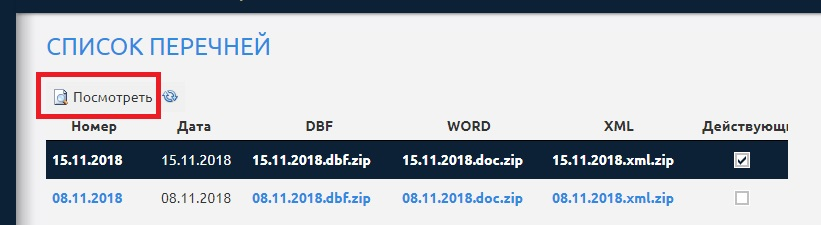 СПИСОК ПЕРЕЧНЕЙ
Посмотреть
Номер Дата DBF WORD XML Действующ
15.11.2018 15.11.2018 15.11.2018.dbf.zip 15.11.2018.doc.zip 15.11.2018.xml.zip
08.11.2018 08.11.2018 08.11.2018.dbf.zip 08.11.2018.doc.zip 08.11.2018.xml.zip